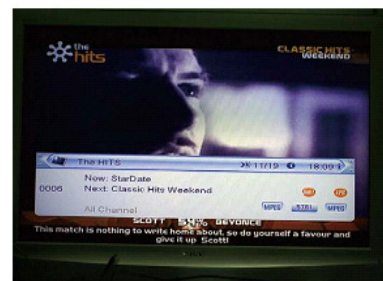 the
hits
CLASSIC HITS
WEEKEND
The HITS
11/19
18:09
Now: StarDate
0006
Next: Classic Hits Weekend
All Channel
MPEG
MPEG
SCOTT 54% BEYONCE
This match is nothing to write home about, so do yourself a favour and
give it up Scott!